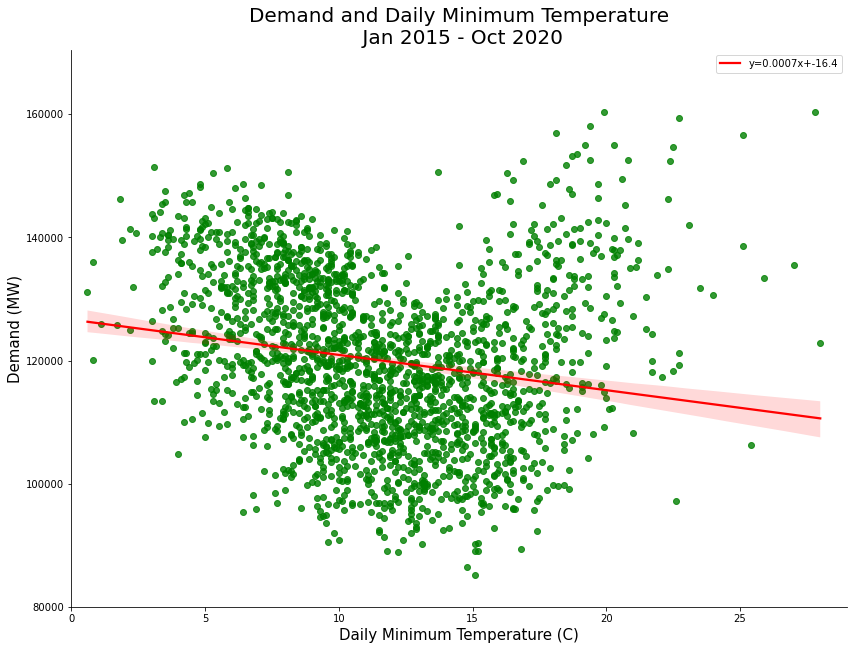 Demand and Daily Minimum Temperature
Jan 2015 - Oct 2020
y=0.0007x+-16.4
160000
140000
120000
100000
80000
Demand (MW)
0 5 10 15 20 25
Daily Minimum Temperature (C)